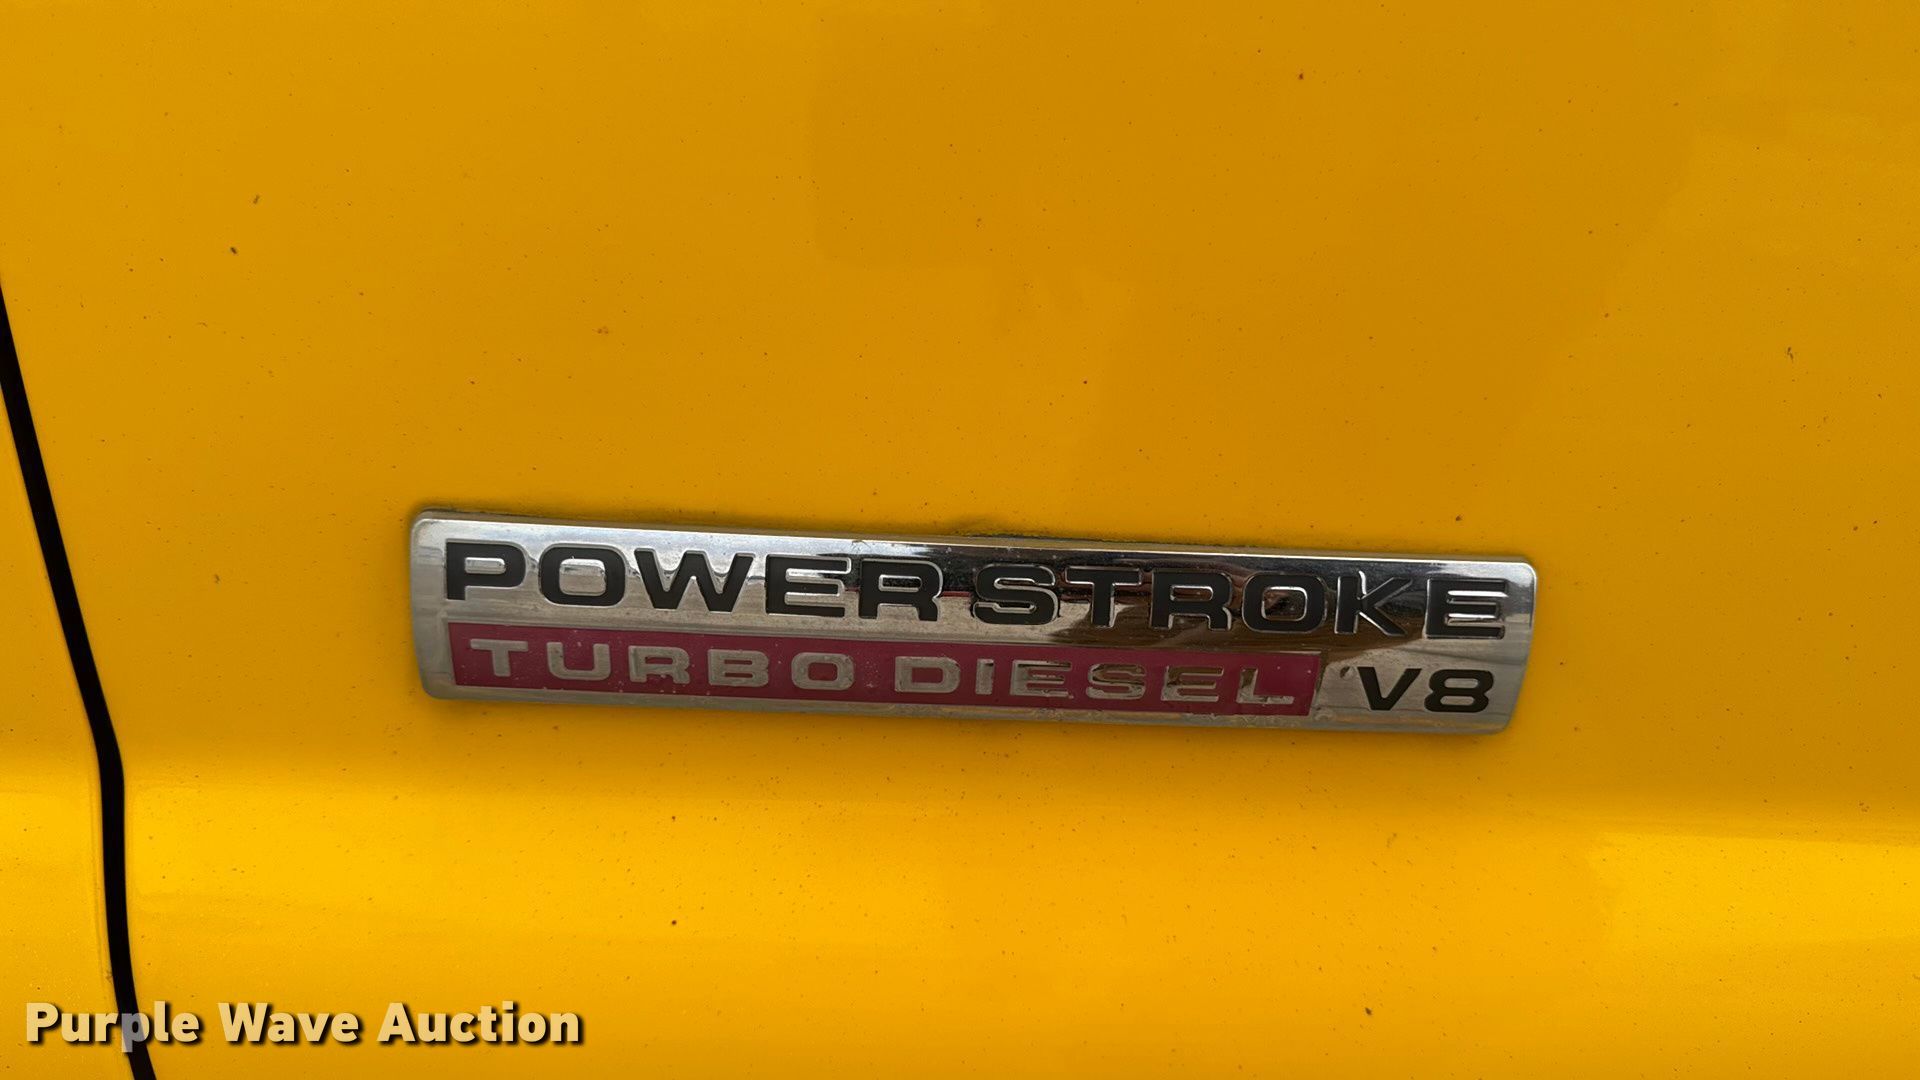 POWER STROKE
TURBO DIESEL V8
Purple Wave Auction